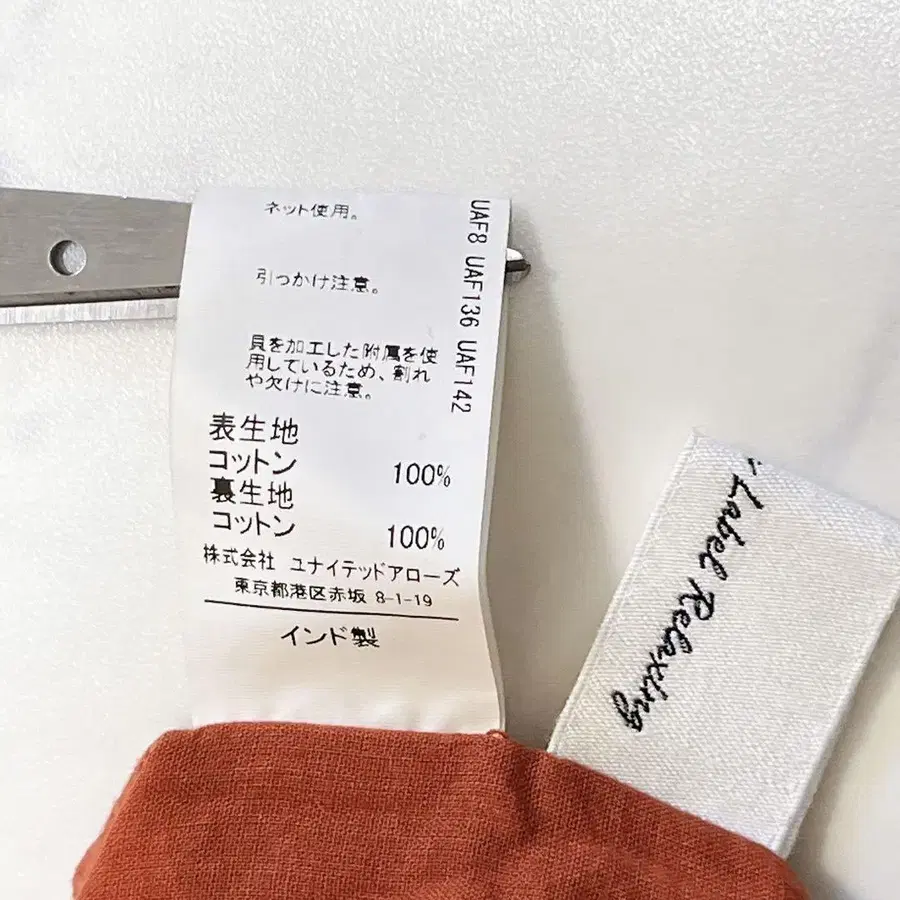 ネット使用。
引っかけ注意。
貝を加工した附属を使
用しているため、割れ
や欠けに注意。
表生地
コットン 100%
裏生地
コットン 100%
株式会社 ユナイテッドアローズ
東京都港区赤坂 8-1-19
インド製
UAF8 UAF136 UAF142
Label Relaxing